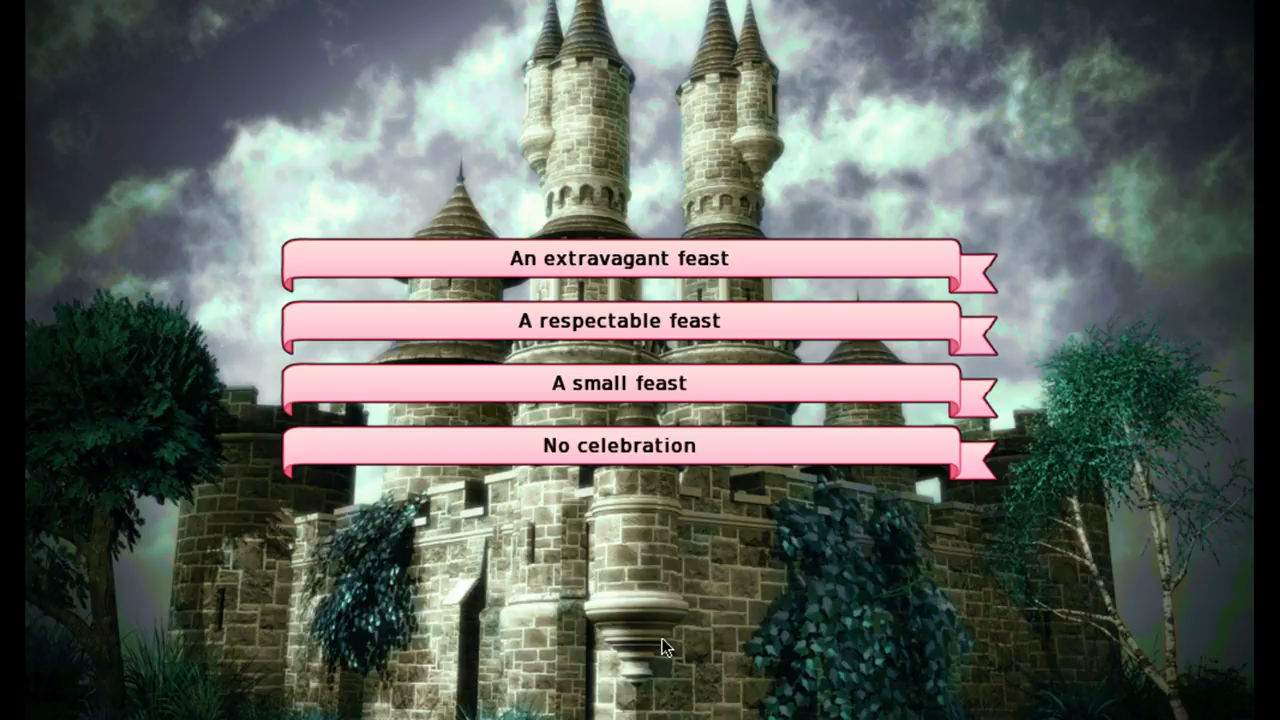 An extravagant feast
A respectable feast
A small feast
No celebration